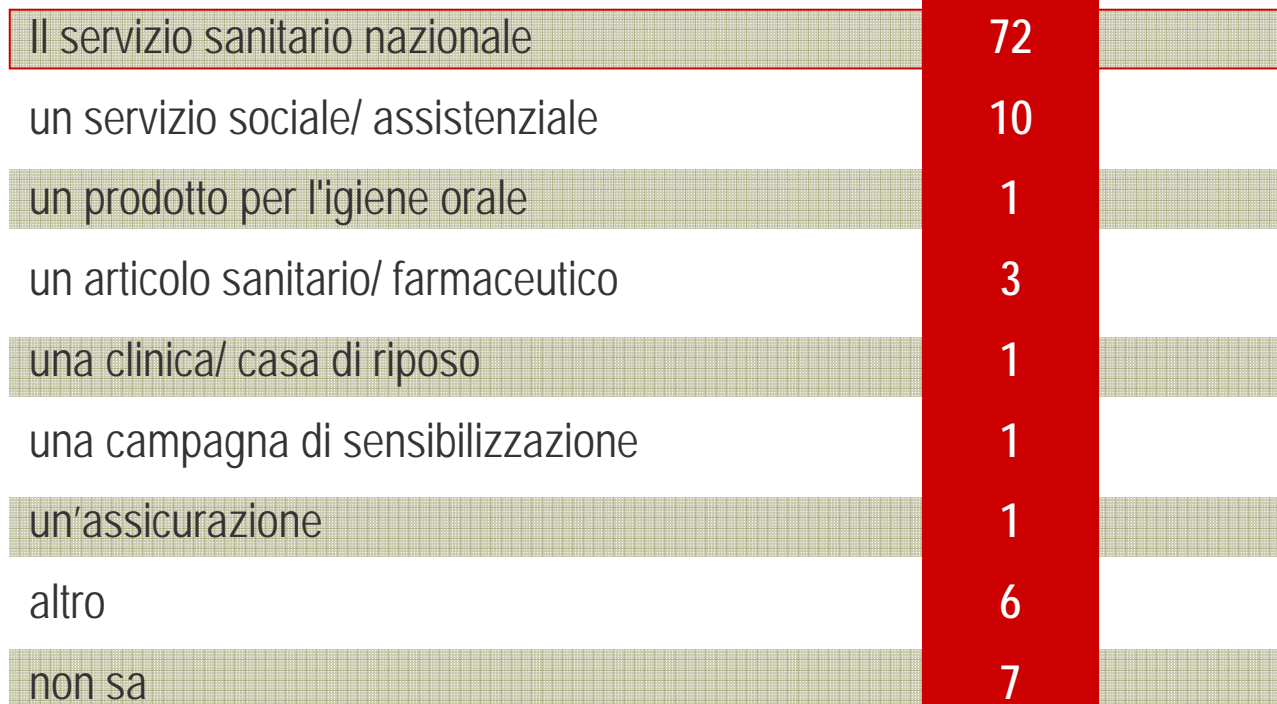 Il servizio sanitario nazionale 72
un servizio sociale/ assistenziale 10
un prodotto per l'igiene orale 1
un articolo sanitario/ farmaceutico 3
una clinica/ casa di riposo 1
una campagna di sensibilizzazione 1
un’assicurazione 1
altro 6
non sa 7